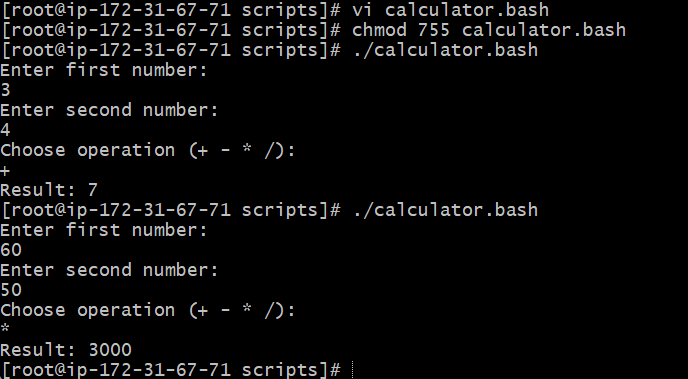 [root@ip-172-31-67-71 scripts]# vi calculator.bash
[root@ip-172-31-67-71 scripts]# chmod 755 calculator.bash
[root@ip-172-31-67-71 scripts]# ./calculator.bash
Enter first number:
3
Enter second number:
4
Choose operation (+ - * /):
+
Result: 7
[root@ip-172-31-67-71 scripts]# ./calculator.bash
Enter first number:
60
Enter second number:
50
Choose operation (+ - * /):
*
Result: 3000
[root@ip-172-31-67-71 scripts]#